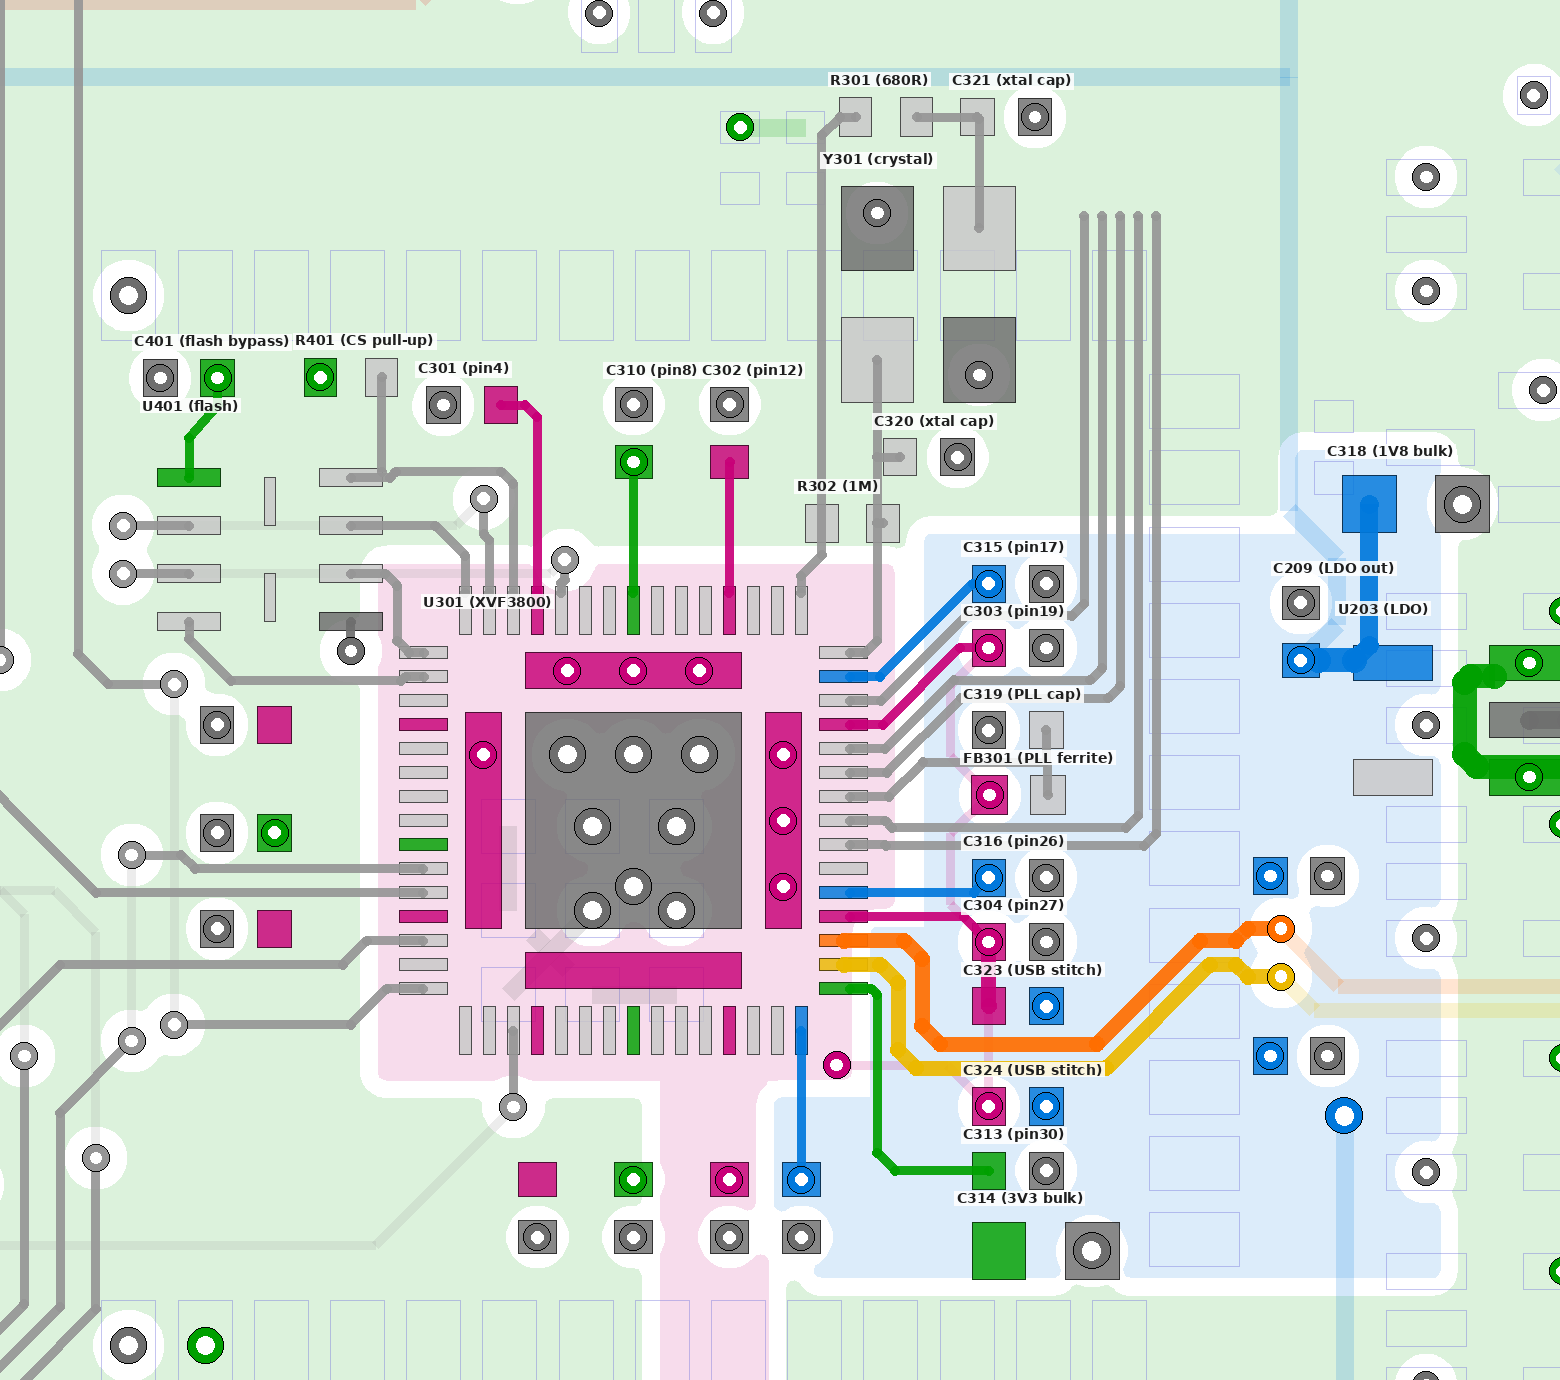 R301 (680R)
C321 (xtal cap)
Y301 (crystal)
C401 (flash bypass)
R401 (CS pull-up)
C301 (pin4)
C310 (pin8)
C302 (pin12)
U401 (flash)
C320 (xtal cap)
C318 (1V8 bulk)
R302 (1M)
C315 (pin17)
C209 (LDO out)
U301 (XVF3800)
C303 (pin19)
U203 (LDO)
C319 (PLL cap)
FB301 (PLL ferrite)
C316 (pin26)
C304 (pin27)
C323 (USB stitch)
C324 (USB stitch)
C313 (pin30)
C314 (3V3 bulk)